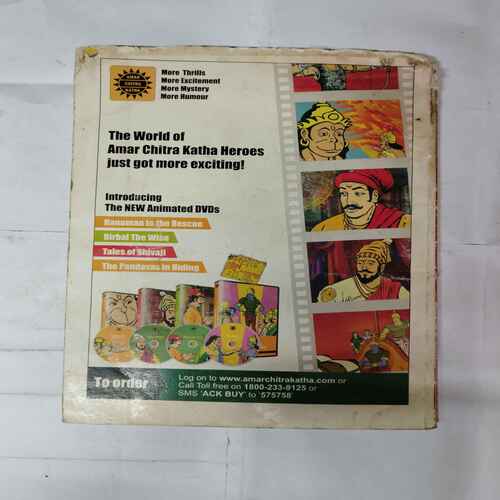 AMAR
CHITRA
KATHA
More Thrills
More Excitement
More Mystery
More Humour
The World of
Amar Chitra Katha Heroes
just got more exciting!
Introducing
The NEW Animated DVDs
Hanuman to the Rescue
Birbal The Wise
Tales of Shivaji
The Pandavas In Hiding
To order
Log on to www.amarchitrakatha.com or
Call Toll free on 1800-233-9125 or
SMS 'ACK BUY' to '575758'